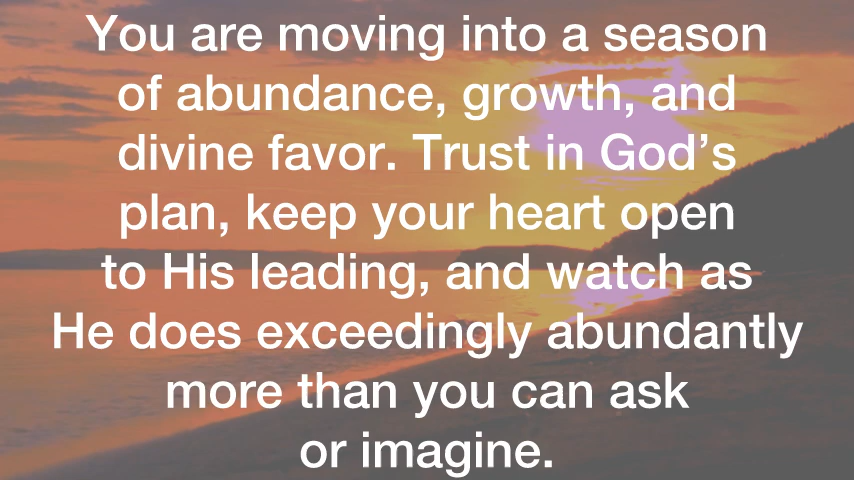 You are moving into a season
of abundance, growth, and
divine favor. Trust in God’s
plan, keep your heart open
to His leading, and watch as
He does exceedingly abundantly
more than you can ask
or imagine.